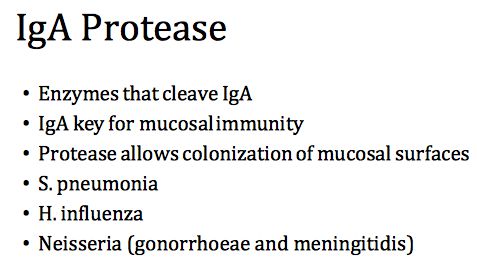 IgA Protease
• Enzymes that cleave IgA
• IgA key for mucosal immunity
• Protease allows colonization of mucosal surfaces
• S. pneumonia
• H. influenza
• Neisseria (gonorrhoeae and meningitidis)